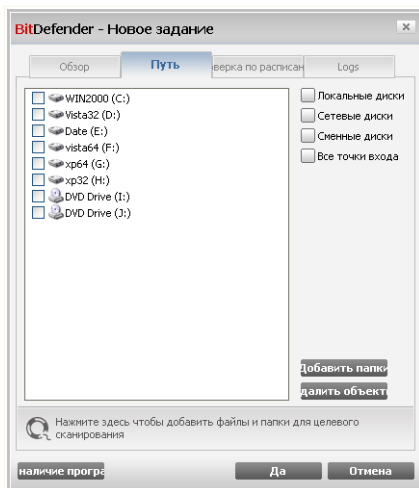 BitDefender - Новое задание
Обзор
Путь
верка по расписан
Logs
WIN2000 (C:)
Vista32 (D:)
Date (E:)
vista64 (F:)
xp64 (G:)
xp32 (H:)
DVD Drive (I:)
DVD Drive (J:)
Локальные диски
Сетевые диски
Сменные диски
Все точки входа
Добавить папки
далить объект
Нажмите здесь чтобы добавить файлы и папки для целевого
сканирования
наличие програ
Да
Отмена